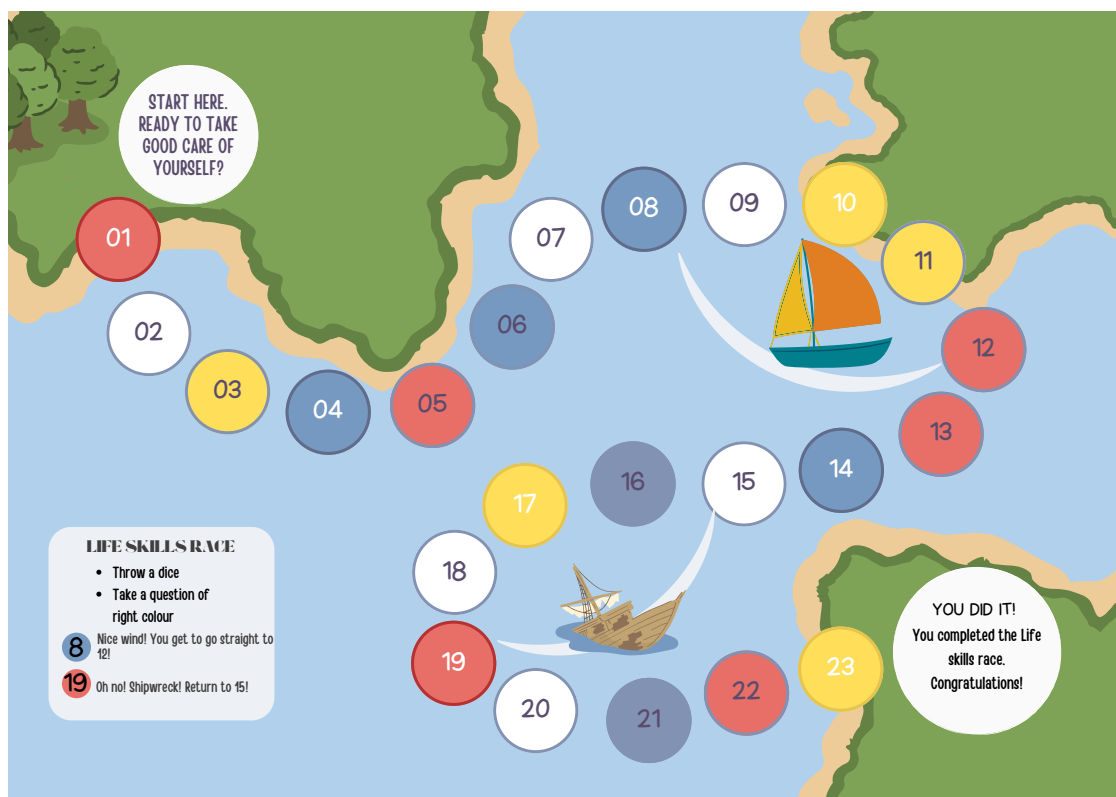 START HERE.
READY TO TAKE
GOOD CARE OF
YOURSELF?
01
02
03
04
05
06
07
08
09
10
11
12
13
14
15
16
17
18
19
20
21
22
23
LIFE SKILLS RACE
• Throw a dice
• Take a question of
right colour
8 Nice wind! You get to go straight to
12!
19 Oh no! Shipwreck! Return to 15!
YOU DID IT!
You completed the Life
skills race.
Congratulations!